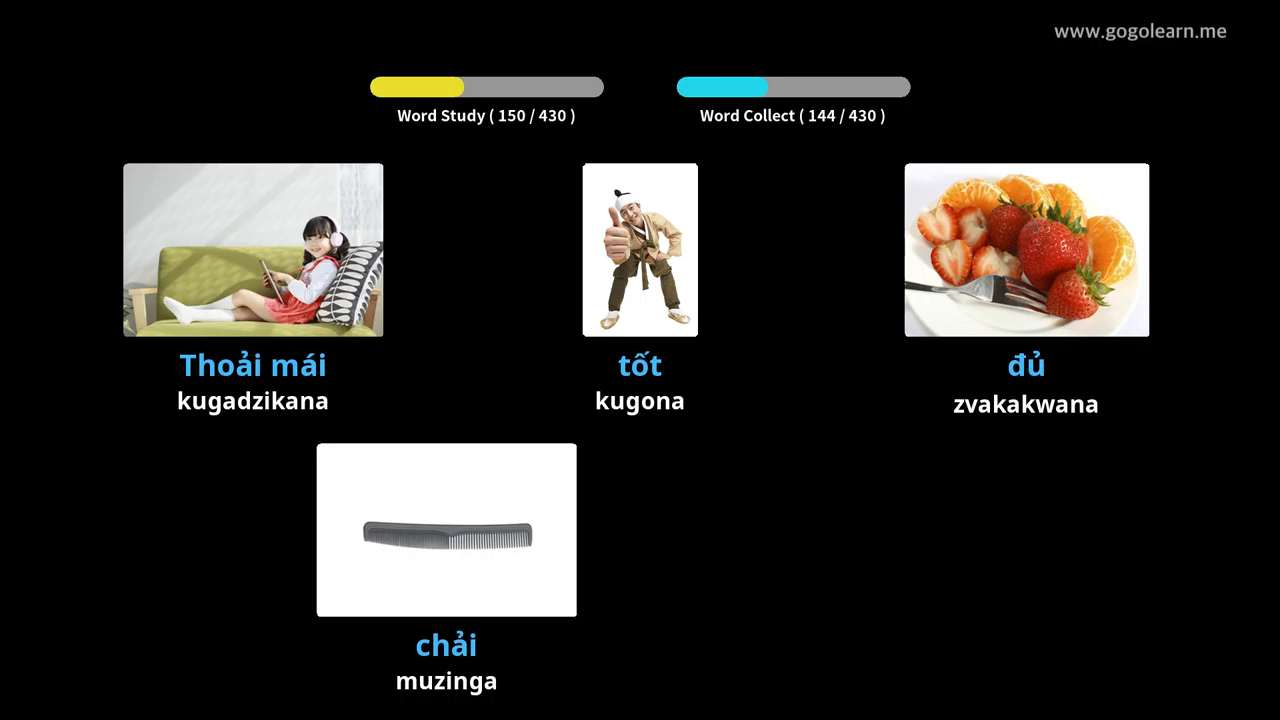 www.gogolearn.me
Word Study ( 150 / 430 )
Word Collect ( 144 / 430 )
Thoải mái
kugadzikana
tốt
kugona
đủ
zvakakwana
chải
muzinga